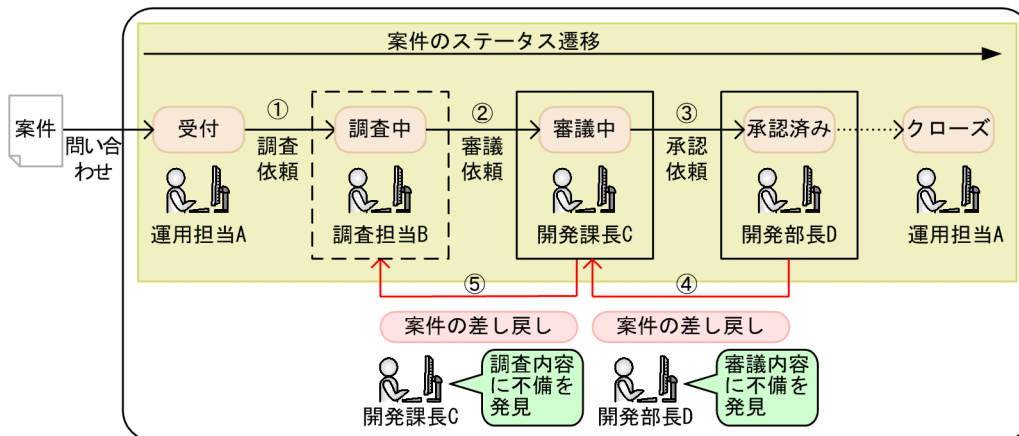 案件のステータス遷移
案件
問い合
わせ
受付
①
調査
依頼
調査中
②
審議
依頼
審議中
③
承認
依頼
承認済み
クローズ
運用担当A
調査担当B
開発課長C
開発部長D
運用担当A
⑤
④
案件の差し戻し
案件の差し戻し
調査内容
に不備を
発見
開発課長C
審議内容
に不備を
発見
開発部長D